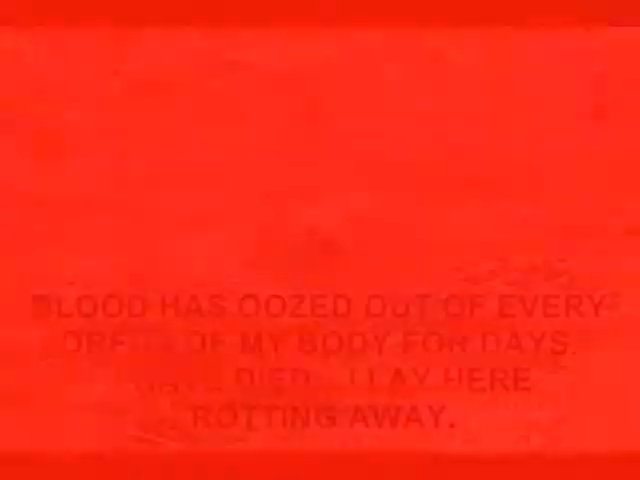 BLOOD HAS OOZED OUT OF EVERY
OF MY BODY FOR DAYS.
DIED. I LAY HERE
ROTTING AWAY.